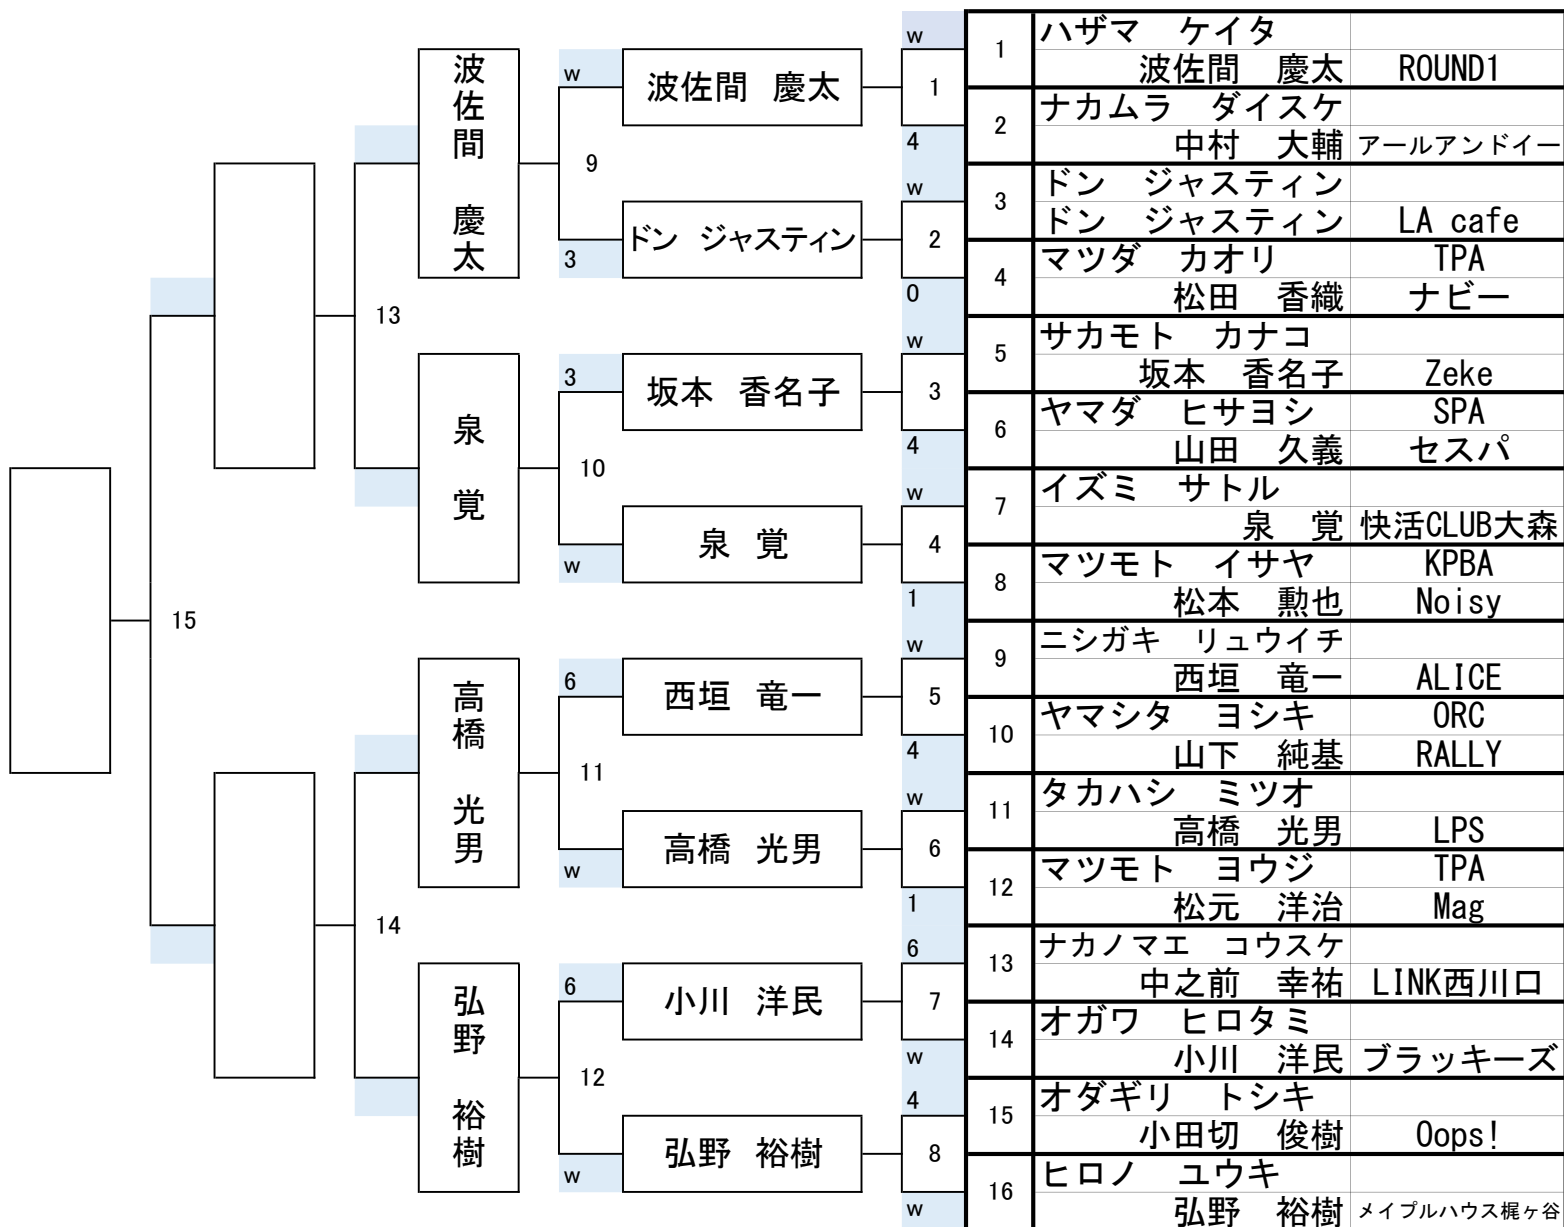 w
1 ハザマ ケイタ
波佐間 慶太 ROUND1
1
2 ナカムラ ダイスケ
4
中村 大輔 アールアンドイー
w
3 ドン ジャスティン
ドン ジャスティン LA cafe
2
4 マツダ カオリ TPA
0
松田 香織 ナビー
w
5 サカモト カナコ
坂本 香名子 Zeke
3
6 ヤマダ ヒサヨシ SPA
4
山田 久義 セスパ
w
7 イズミ サトル
泉 覚 快活CLUB大森
4
8 マツモト イサヤ KPBA
1
松本 勲也 Noisy
w
9 ニシガキ リュウイチ
西垣 竜一 ALICE
5
10 ヤマシタ ヨシキ ORC
4
山下 純基 RALLY
w
11 タカハシ ミツオ
高橋 光男 LPS
6
12 マツモト ヨウジ TPA
1
松元 洋治 Mag
6
13 ナカノマエ コウスケ
中之前 幸祐 LINK西川口
7
14 オガワ ヒロタミ
w
小川 洋民 ブラッキーズ
4
15 オダギリ トシキ
小田切 俊樹 Oops!
8
16 ヒロノ ユウキ
w
弘野 裕樹 メイプルハウス梶ヶ谷
w
波佐間 慶太
9
ドン ジャスティン
3
3
坂本 香名子
10
泉 覚
w
6
西垣 竜一
11
高橋 光男
w
6
小川 洋民
12
弘野 裕樹
w
波佐間 慶太
13
泉 覚
高橋 光男
14
弘野 裕樹
15